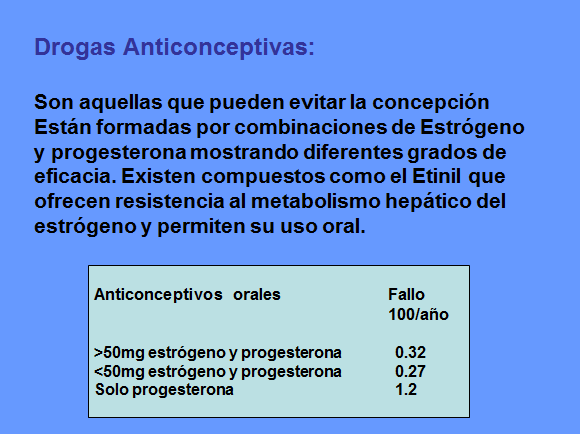 Drogas Anticonceptivas:
Son aquellas que pueden evitar la concepción
Están formadas por combinaciones de Estrógeno
y progesterona mostrando diferentes grados de
eficacia. Existen compuestos como el Etinil que
ofrecen resistencia al metabolismo hepático del
estrógeno y permiten su uso oral.
Anticonceptivos orales Fallo
100/año
>50mg estrógeno y progesterona 0.32
<50mg estrógeno y progesterona 0.27
Solo progesterona 1.2